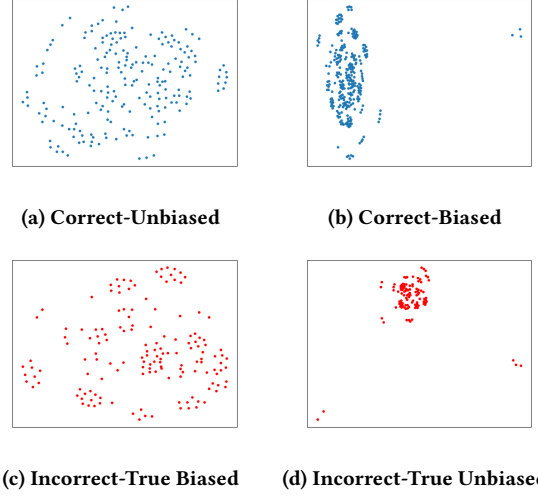 (a) Correct-Unbiased
(b) Correct-Biased
(c) Incorrect-True Biased
(d) Incorrect-True Unbiase